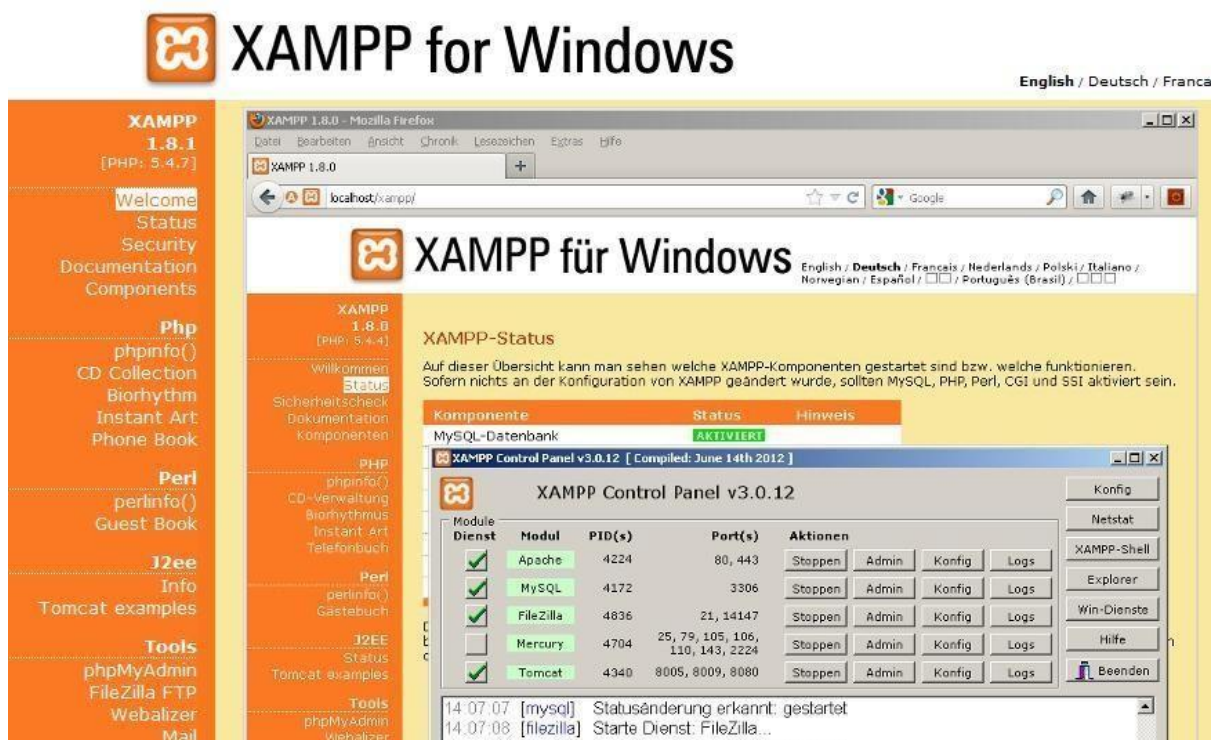 XAMPP for Windows
English / Deutsch / Franca
XAMPP
1.8.1
[PHP: 5.4.7]
Welcome
Status
Security
Documentation
Components
Php
phpinfo()
CD Collection
Biorhythm
Instant Art
Phone Book
Perl
perlinfo()
Guest Book
J2ee
Info
Tomcat examples
Tools
phpMyAdmin
FileZilla FTP
Webalizer
Mail
XAMPP 1.8.0 - Mozilla Firefox
Datei Bearbeiten Ansicht Chronik Lesezeichen Extras Hilfe
XAMPP 1.8.0 +
localhost/xampp/ Google
XAMPP für Windows
English / Deutsch / Francais / Nederlands / Polski / Italiano /
Norwegian / Español / □□ / Português (Brasil) / □□□
XAMPP
1.8.0
[PHP: 5.4.4]
Willkommen
Status
Sicherheitscheck
Dokumentation
Komponenten
PHP
phpinfo()
CD-Verwaltung
Biorhythmus
Instant Art
Telefonbuch
Perl
perlinfo()
Gästebuch
J2EE
Status
Tomcat examples
Tools
phpMyAdmin
Webalizer
XAMPP-Status
Auf dieser Übersicht kann man sehen welche XAMPP-Komponenten gestartet sind bzw. welche funktionieren.
Sofern nichts an der Konfiguration von XAMPP geändert wurde, sollten MySQL, PHP, Perl, CGI und SSI aktiviert sein.
Komponente Status Hinweis
MySQL-Datenbank AKTIVIERT
XAMPP Control Panel v3.0.12 [ Compiled: June 14th 2012 ]
XAMPP Control Panel v3.0.12
Module
Dienst Modul PID(s) Port(s) Aktionen
Apache 4224 80, 443 Stoppen Admin Konfig Logs
MySQL 4172 3306 Stoppen Admin Konfig Logs
FileZilla 4836 21, 14147 Stoppen Admin Konfig Logs
Mercury 4704 25, 79, 105, 106, Stoppen Admin Konfig Logs
110, 143, 2224
Tomcat 4340 8005, 8009, 8080 Stoppen Admin Konfig Logs
Konfig
Netstat
XAMPP-Shell
Explorer
Win-Dienste
Hilfe
Beenden
14:07:07 [mysql] Statusänderung erkannt: gestartet
14:07:08 [filezilla] Starte Dienst: FileZilla...